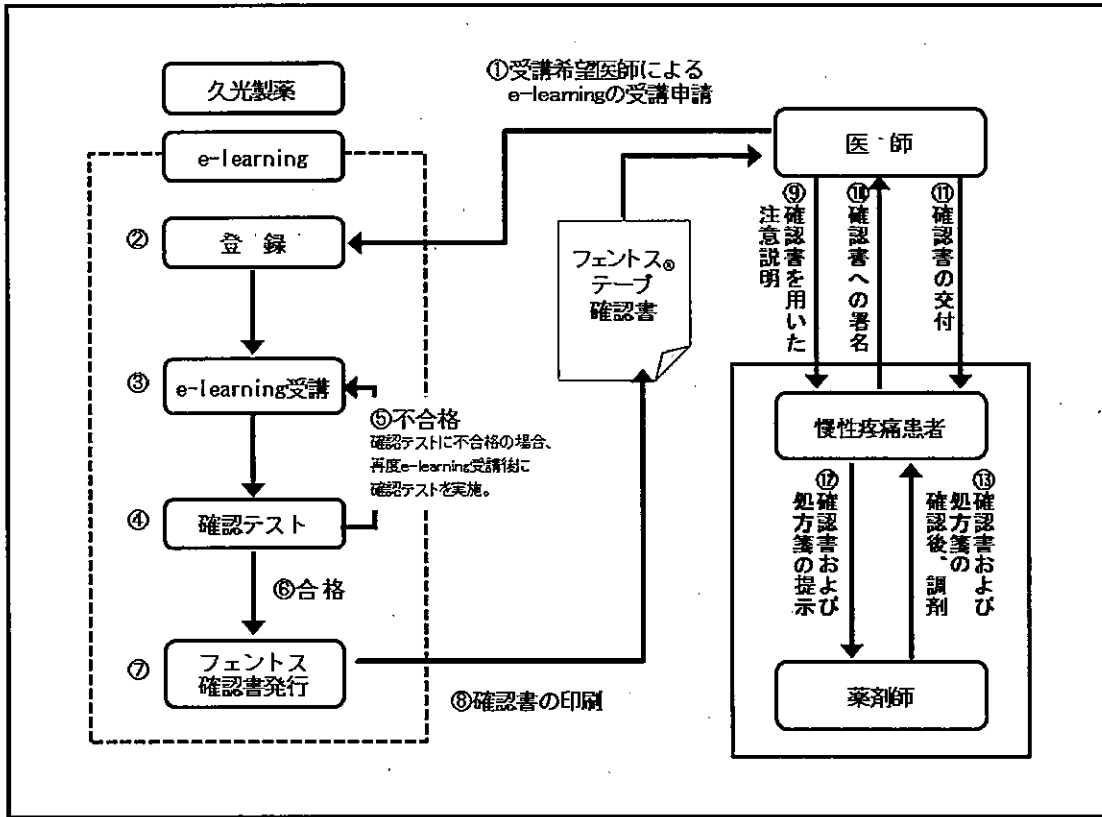 久光製薬
①受講希望医師による
e-learningの受講申請
e-learning
医 師
② 登 録
フェントス®
テープ
確認書
⑨確認書を用いた
注意説明
⑩確認書への署名
⑪確認書の交付
③ e-learning受講
⑤不合格
確認テストに不合格の場合、
再度e-learning受講後に
確認テストを実施。
④ 確認テスト
⑥合格
⑦ フェントス
確認書発行
⑧確認書の印刷
慢性疼痛患者
⑫確認書および
処方箋の提示
⑬確認書および
処方箋の
確認後、調剤
薬剤師